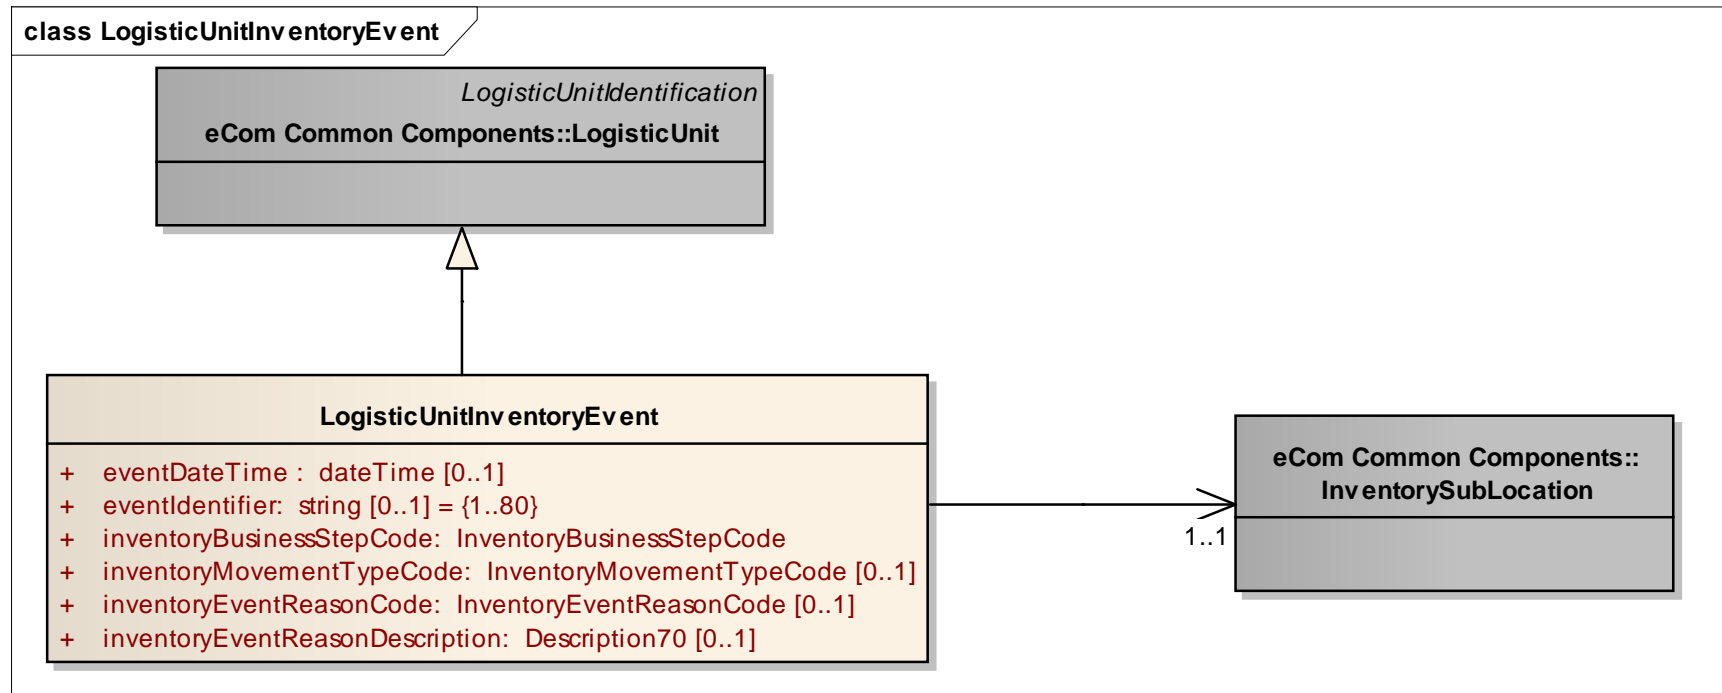 class LogisticUnitInventoryEvent
LogisticUnitIdentification
eCom Common Components::LogisticUnit
LogisticUnitInventoryEvent
+ eventDateTime : dateTime [0..1]
+ eventIdentifier: string [0..1] = {1..80}
+ inventoryBusinessStepCode: InventoryBusinessStepCode
+ inventoryMovementTypeCode: InventoryMovementTypeCode [0..1]
+ inventoryEventReasonCode: InventoryEventReasonCode [0..1]
+ inventoryEventReasonDescription: Description70 [0..1]
1..1
eCom Common Components::
InventorySubLocation